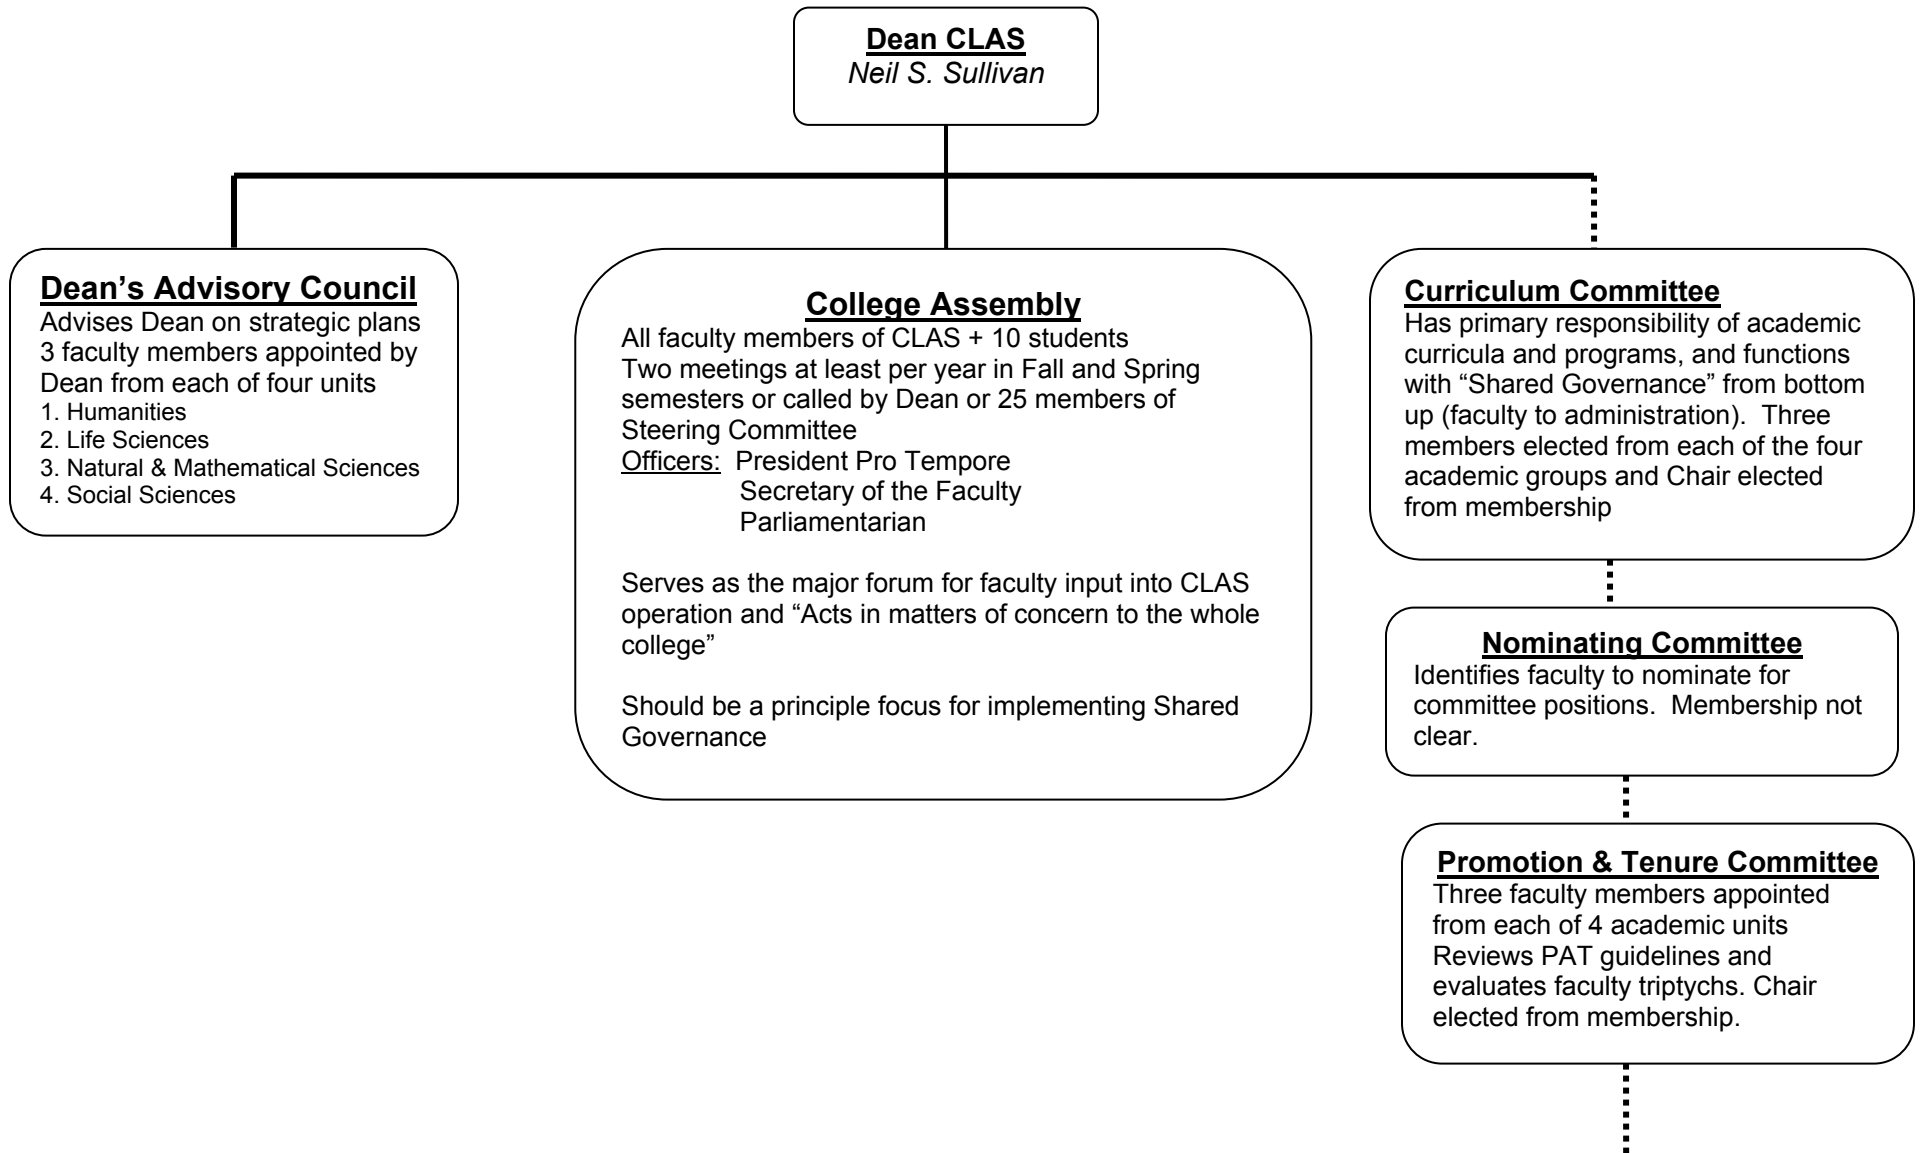 Dean CLAS
Neil S. Sullivan
Dean’s Advisory Council
Advises Dean on strategic plans
3 faculty members appointed by
Dean from each of four units
1. Humanities
2. Life Sciences
3. Natural & Mathematical Sciences
4. Social Sciences
College Assembly
All faculty members of CLAS + 10 students
Two meetings at least per year in Fall and Spring
semesters or called by Dean or 25 members of
Steering Committee
Officers: President Pro Tempore
Secretary of the Faculty
Parliamentarian
Serves as the major forum for faculty input into CLAS
operation and “Acts in matters of concern to the whole
college”
Should be a principle focus for implementing Shared
Governance
Curriculum Committee
Has primary responsibility of academic
curricula and programs, and functions
with “Shared Governance” from bottom
up (faculty to administration). Three
members elected from each of the four
academic groups and Chair elected
from membership
Nominating Committee
Identifies faculty to nominate for
committee positions. Membership not
clear.
Promotion & Tenure Committee
Three faculty members appointed
from each of 4 academic units
Reviews PAT guidelines and
evaluates faculty triptychs. Chair
elected from membership.